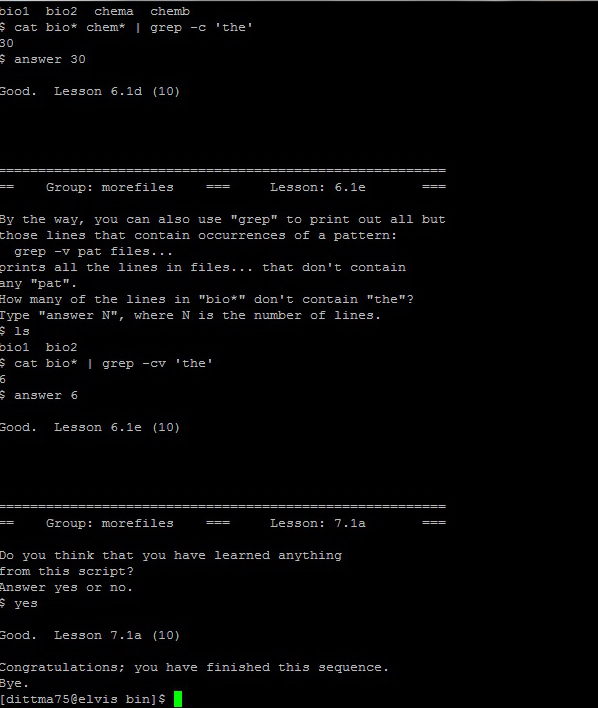 bio1  bio2  chema  chemb
$ cat bio* chem* | grep -c 'the'
30
$ answer 30
Good.  Lesson 6.1d (10)
=========================================================
==    Group: morefiles    ===     Lesson: 6.1e       ===
By the way, you can also use "grep" to print out all but
those lines that contain occurrences of a pattern:
  grep -v pat files...
prints all the lines in files... that don't contain
any "pat".
How many of the lines in "bio*" don't contain "the"?
Type "answer N", where N is the number of lines.
$ ls
bio1  bio2
$ cat bio* | grep -cv 'the'
6
$ answer 6
Good.  Lesson 6.1e (10)
=========================================================
==    Group: morefiles    ===     Lesson: 7.1a       ===
Do you think that you have learned anything
from this script?
Answer yes or no.
$ yes
Good.  Lesson 7.1a (10)
Congratulations; you have finished this sequence.
Bye.
[dittma75@elvis bin]$